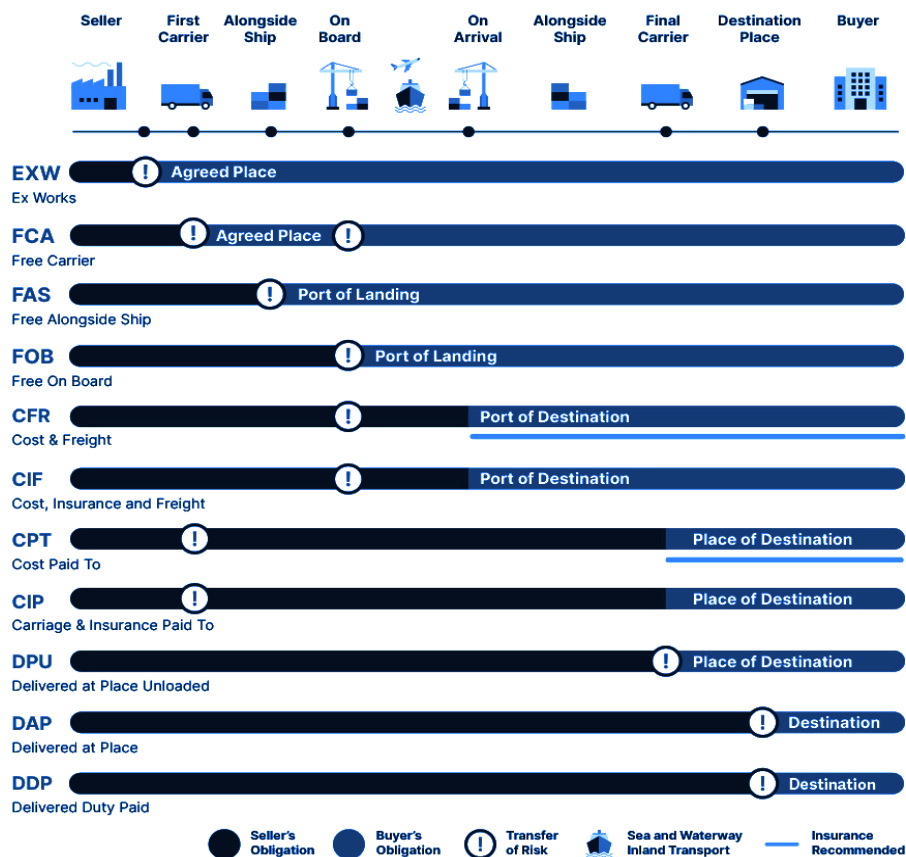 Seller
First
Carrier
Alongside
Ship
On
Board
On
Arrival
Alongside
Ship
Final
Carrier
Destination
Place
Buyer
EXW
! Agreed Place
Ex Works
FCA
! Agreed Place !
Free Carrier
FAS
! Port of Landing
Free Alongside Ship
FOB
! Port of Landing
Free On Board
CFR
! Port of Destination
Cost & Freight
CIF
! Port of Destination
Cost, Insurance and Freight
CPT
! Place of Destination
Cost Paid To
CIP
! Place of Destination
Carriage & Insurance Paid To
DPU
! Place of Destination
Delivered at Place Unloaded
DAP
! Destination
Delivered at Place
DDP
! Destination
Delivered Duty Paid
Seller's
Obligation
Buyer's
Obligation
! Transfer
of Risk
Sea and Waterway
Inland Transport
Insurance
Recommended